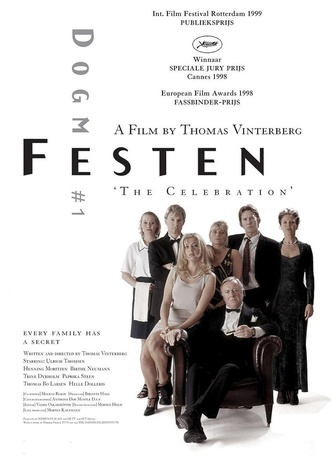 Int. Film Festival Rotterdam 1999
PUBLIEKSPRIJS
Winnaar
SPECIALE JURY PRIJS
Cannes 1998
European Film Awards 1998
FASSBINDER-PRIJS
DOGME #1
A FILM BY THOMAS VINTERBERG
FESTEN
'THE CELEBRATION'
EVERY FAMILY HAS
A SECRET
WRITTEN AND DIRECTED BY THOMAS VINTERBERG
STARRING: ULRICH THOMSEN
HENNING MORITZEN BIRTHE NEUMANN
TRINE DYRHOLM PAPRIKA STEEN
THOMAS BO LARSEN HELLE DOLLERIS